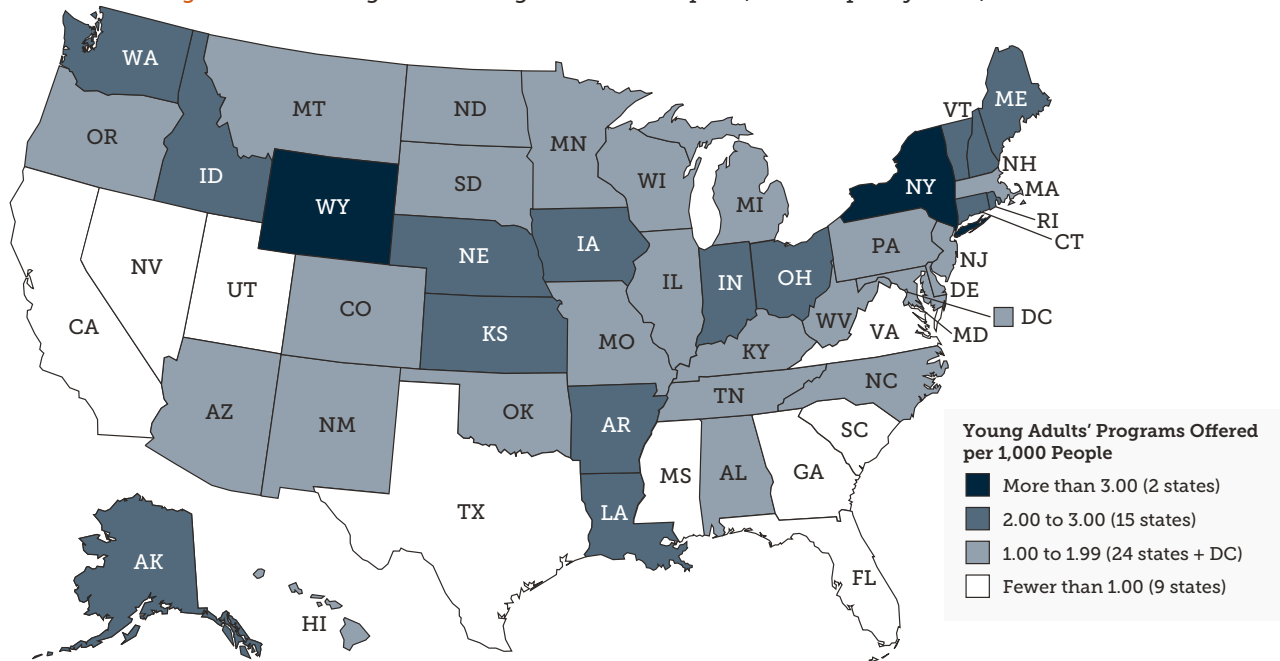 WA
MT
ND
OR
ID
MN
SD
WI
MI
WY
VT
ME
NH
MA
NY
RI
CT
NE
IA
PA
NJ
NV
UT
CO
IL
IN
OH
DE
DC
CA
KS
MO
WV
VA
MD
KY
NC
AZ
NM
OK
TN
AR
SC
TX
MS
AL
GA
LA
AK
HI
FL
Young Adults’ Programs Offered
per 1,000 People
More than 3.00 (2 states)
2.00 to 3.00 (15 states)
1.00 to 1.99 (24 states + DC)
Fewer than 1.00 (9 states)